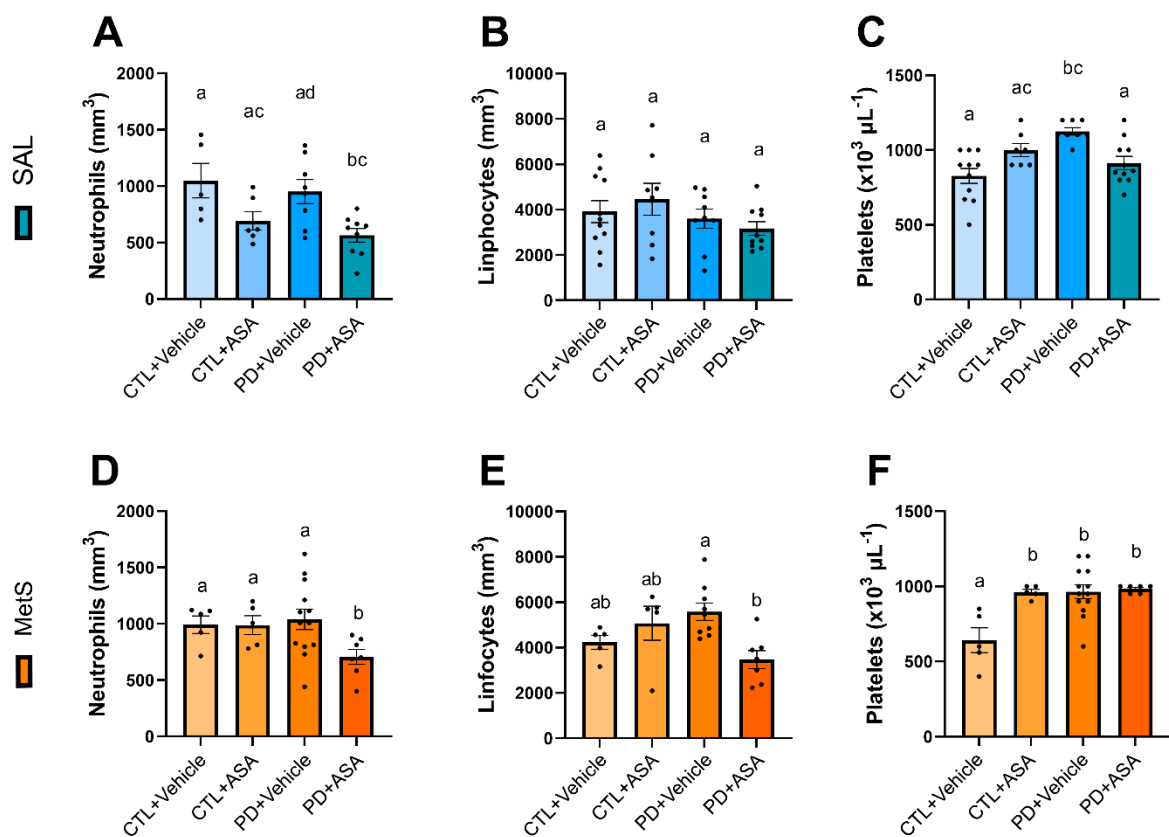 SAL
A
Neutrophils (mm³)
2000
1500
1000
500
0
a
ac
ad
bc
CTL+Vehicle
CTL+ASA
PD+Vehicle
PD+ASA
B
Linphocytes (mm³)
10000
8000
6000
4000
2000
0
a
a
a
a
CTL+Vehicle
CTL+ASA
PD+Vehicle
PD+ASA
C
Platelets (x10³ µL⁻¹)
1500
1000
500
0
a
ac
bc
a
CTL+Vehicle
CTL+ASA
PD+Vehicle
PD+ASA
MetS
D
Neutrophils (mm³)
2000
1500
1000
500
0
a
a
a
b
CTL+Vehicle
CTL+ASA
PD+Vehicle
PD+ASA
E
Linfocytes (mm³)
10000
8000
6000
4000
2000
0
ab
ab
a
b
CTL+Vehicle
CTL+ASA
PD+Vehicle
PD+ASA
F
Platelets (x10³ µL⁻¹)
1500
1000
500
0
a
b
b
b
CTL+Vehicle
CTL+ASA
PD+Vehicle
PD+ASA